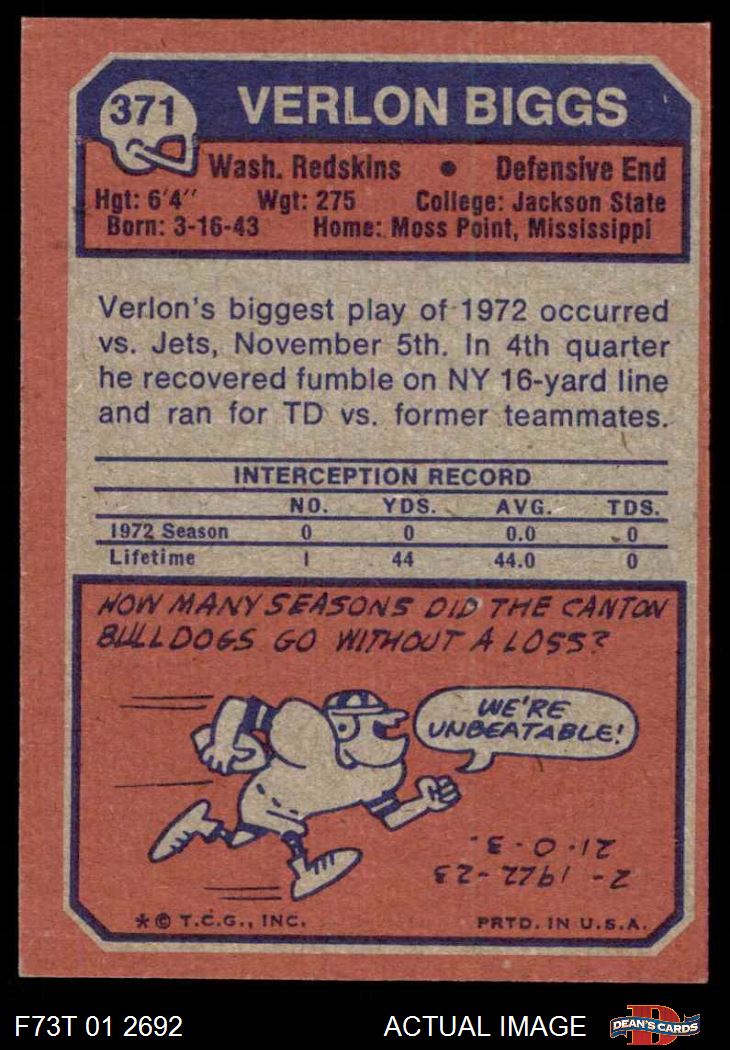 371
VERLON BIGGS
Wash. Redskins • Defensive End
Hgt: 6'4" Wgt: 275 College: Jackson State
Born: 3-16-43 Home: Moss Point, Mississippi
Verlon's biggest play of 1972 occurred
vs. Jets, November 5th. In 4th quarter
he recovered fumble on NY 16-yard line
and ran for TD vs. former teammates.
INTERCEPTION RECORD
NO. YDS. AVG. TDS.
1972 Season 0 0 0.0 0
Lifetime 1 44 44.0 0
HOW MANY SEASONS DID THE CANTON
BULLDOGS GO WITHOUT A LOSS?
WE'RE
UNBEATABLE!
2 - 1922-23
21-0-3.
* © T.C.G., INC. PRTD. IN U.S.A.
F73T 01 2692 ACTUAL IMAGE
D
DEAN'S CARDS